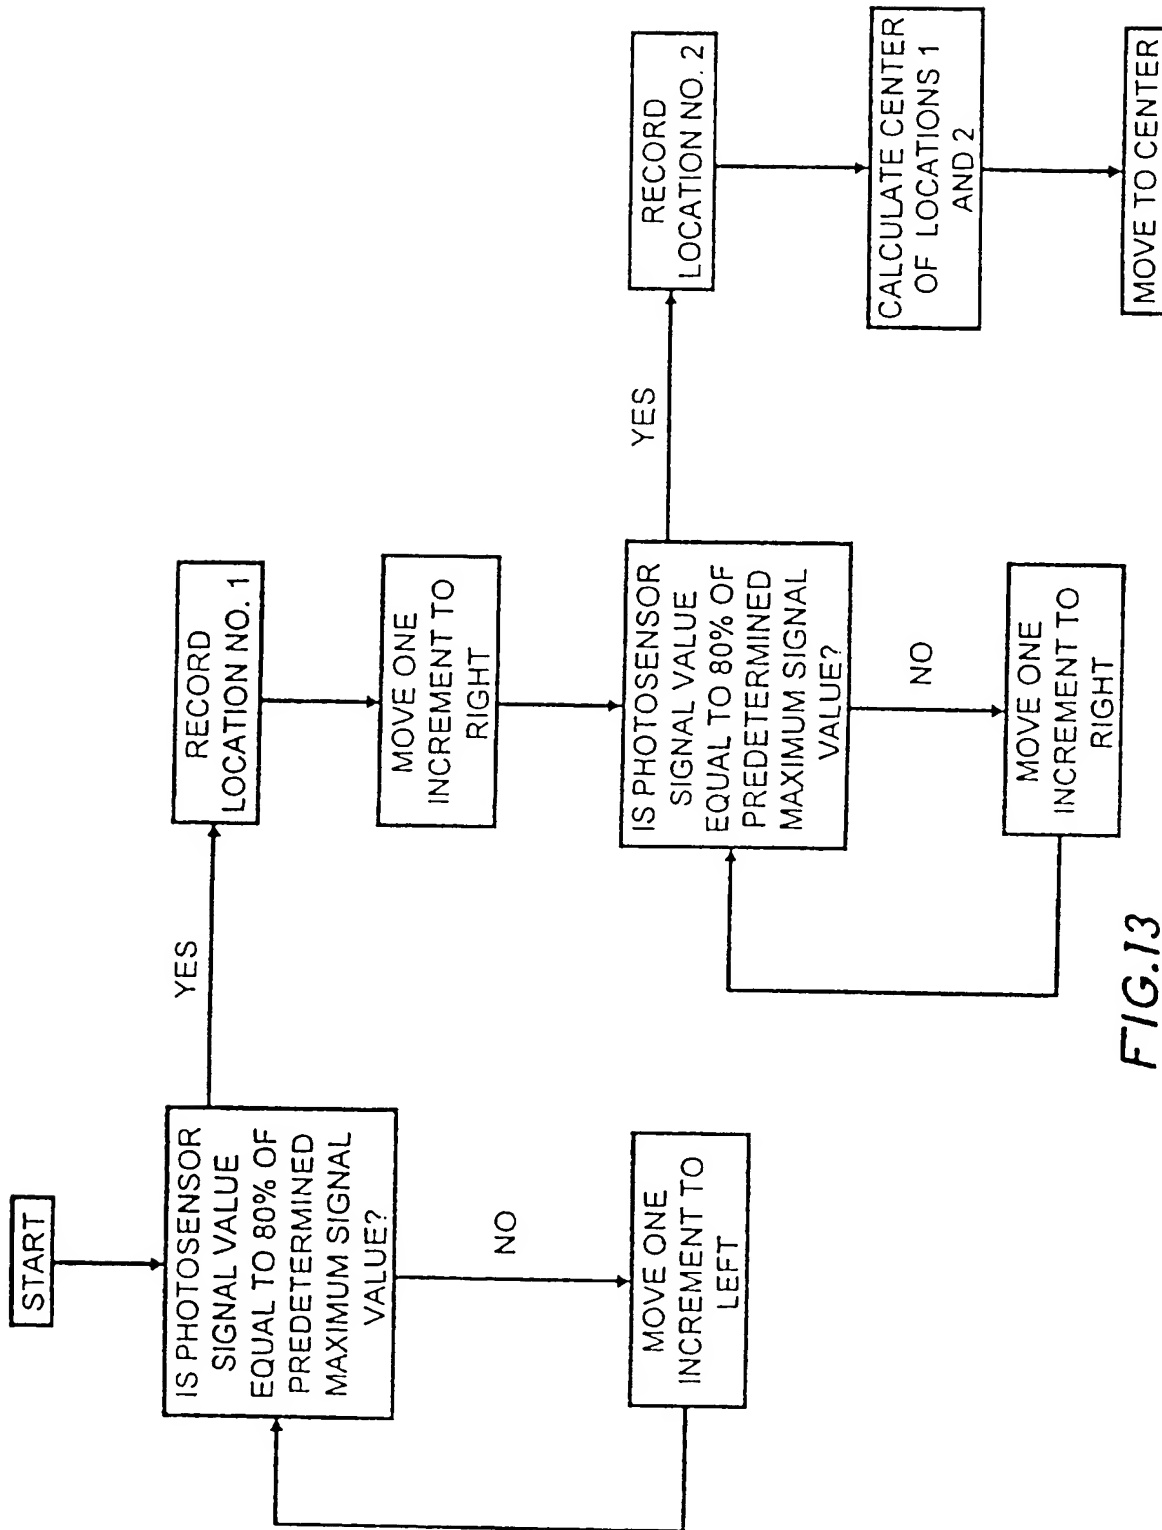 START
IS PHOTOSENSOR
SIGNAL VALUE
EQUAL TO 80% OF
PREDETERMINED
MAXIMUM SIGNAL
VALUE?
NO
MOVE ONE
INCREMENT TO
LEFT
YES
RECORD
LOCATION NO. 1
MOVE ONE
INCREMENT TO
RIGHT
IS PHOTOSENSOR
SIGNAL VALUE
EQUAL TO 80% OF
PREDETERMINED
MAXIMUM SIGNAL
VALUE?
NO
MOVE ONE
INCREMENT TO
RIGHT
YES
RECORD
LOCATION NO. 2
CALCULATE CENTER
OF LOCATIONS 1
AND 2
MOVE TO CENTER
FIG.13